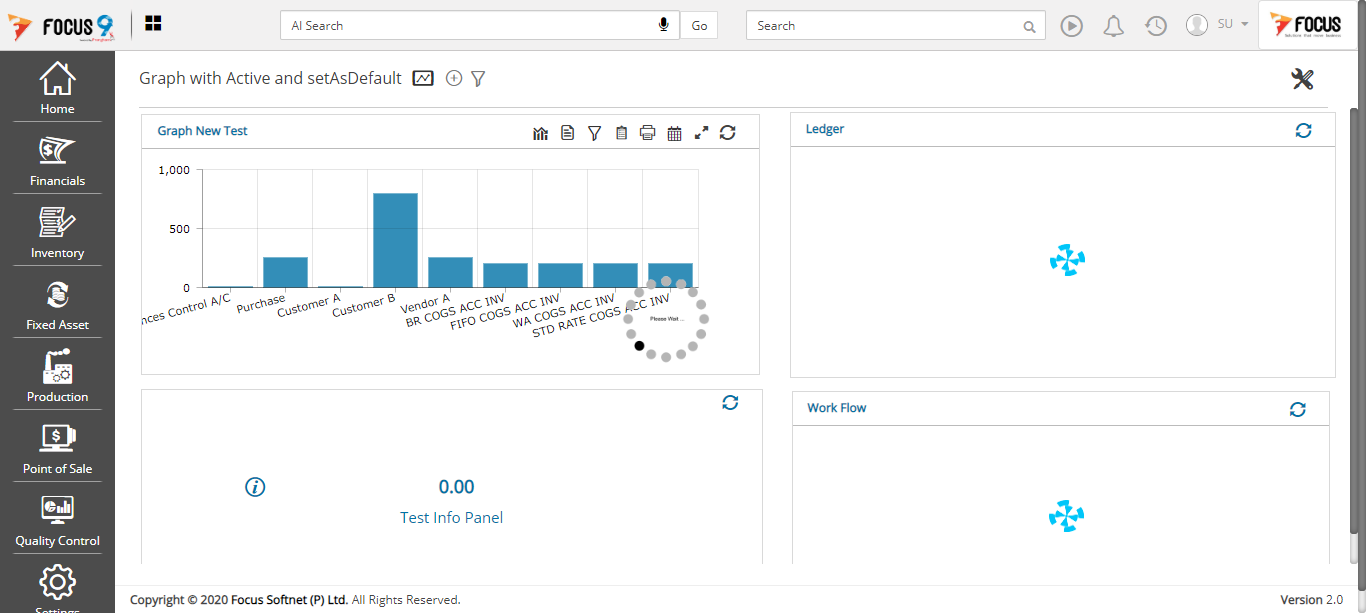 FOCUS 9
AI Search
Go
Search
SU
FOCUS
Home
Financials
Inventory
Fixed Asset
Production
Point of Sale
Quality Control
Settings
Graph with Active and setAsDefault
Graph New Test
1,000
500
0
nces Control A/C
Purchase
Customer A
Customer B
Vendor A
BR COGS ACC INV
FIFO COGS ACC INV
WA COGS ACC INV
STD RATE COGS ACC INV
Please Wait ...
Ledger
0.00
Test Info Panel
Work Flow
Copyright © 2020 Focus Softnet (P) Ltd. All Rights Reserved.
Version 2.0